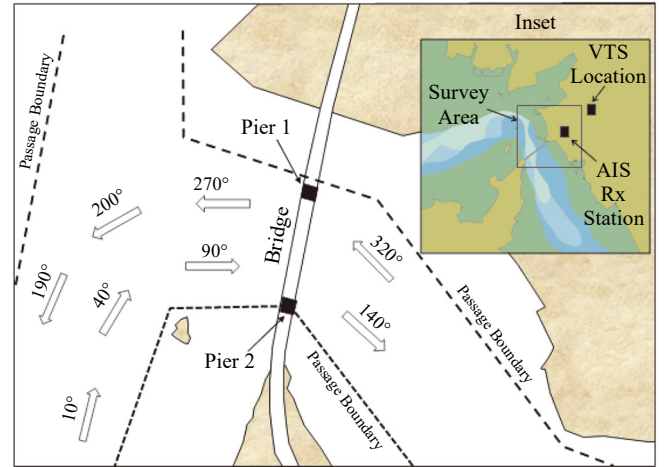 Inset
VTS
Location
Survey
Area
AIS
Rx
Station
Passage Boundary
Pier 1
270°
200°
Bridge
90°
320°
190°
40°
140°
Pier 2
Passage Boundary
Passage Boundary
10°